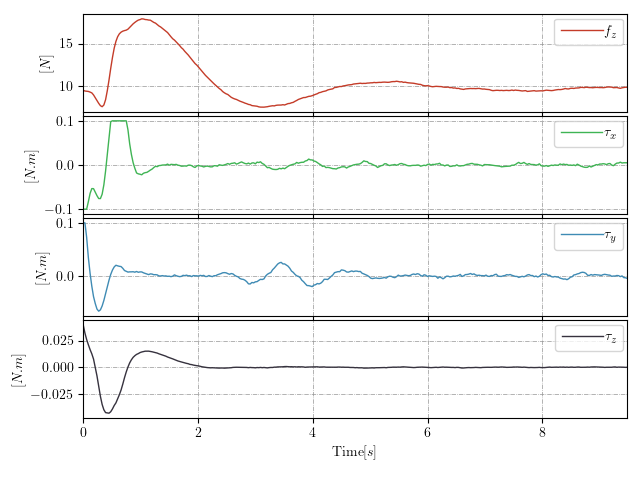 [N]
15
10
f_z
[N.m]
0.1
0.0
−0.1
τ_x
[N.m]
0.1
0.0
τ_y
[N.m]
0.025
0.000
−0.025
τ_z
0 2 4 6 8
Time[s]